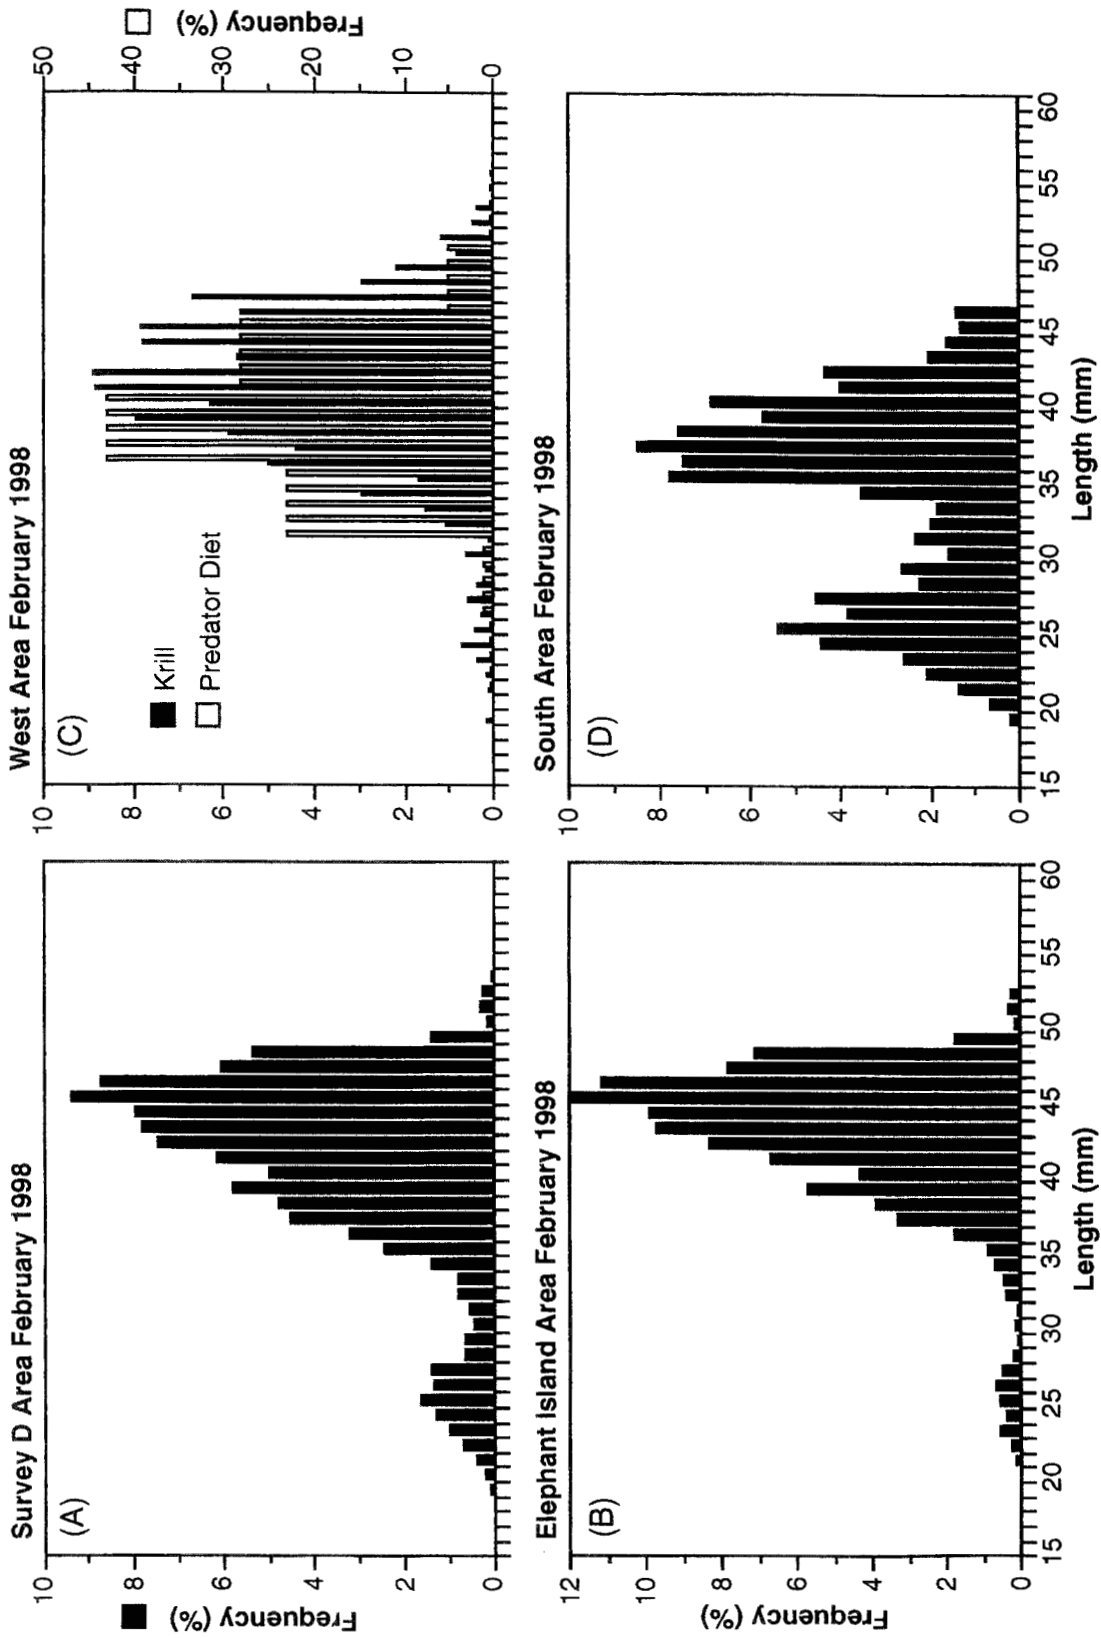 Survey D Area February 1998
(A)
Frequency (%)
10
8
6
4
2
0
West Area February 1998
(C)
Krill
Predator Diet
10
8
6
4
2
0
50
40
30
20
10
0
Frequency (%)
Elephant Island Area February 1998
(B)
Frequency (%)
12
10
8
6
4
2
0
15 20 25 30 35 40 45 50 55 60
Length (mm)
South Area February 1998
(D)
10
8
6
4
2
0
15 20 25 30 35 40 45 50 55 60
Length (mm)